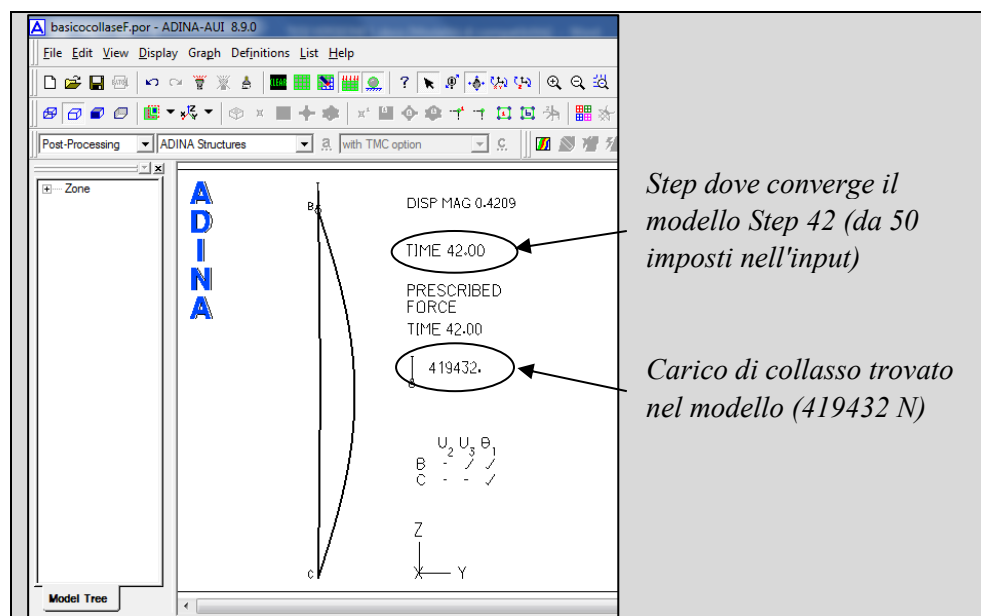 basicocollaseF.por - ADINA-AUI 8.9.0
File Edit View Display Graph Definitions List Help
Post-Processing ADINA Structures with TMC option
Zone
ADINA
B
DISP MAG 0.4209
TIME 42.00
PRESCRIBED
FORCE
TIME 42.00
419432.
U2 U3 θ1
B - ✓ ✓
C - - ✓
Z
X Y
C
Model Tree
Step dove converge il
modello Step 42 (da 50
imposti nell'input)
Carico di collasso trovato
nel modello (419432 N)